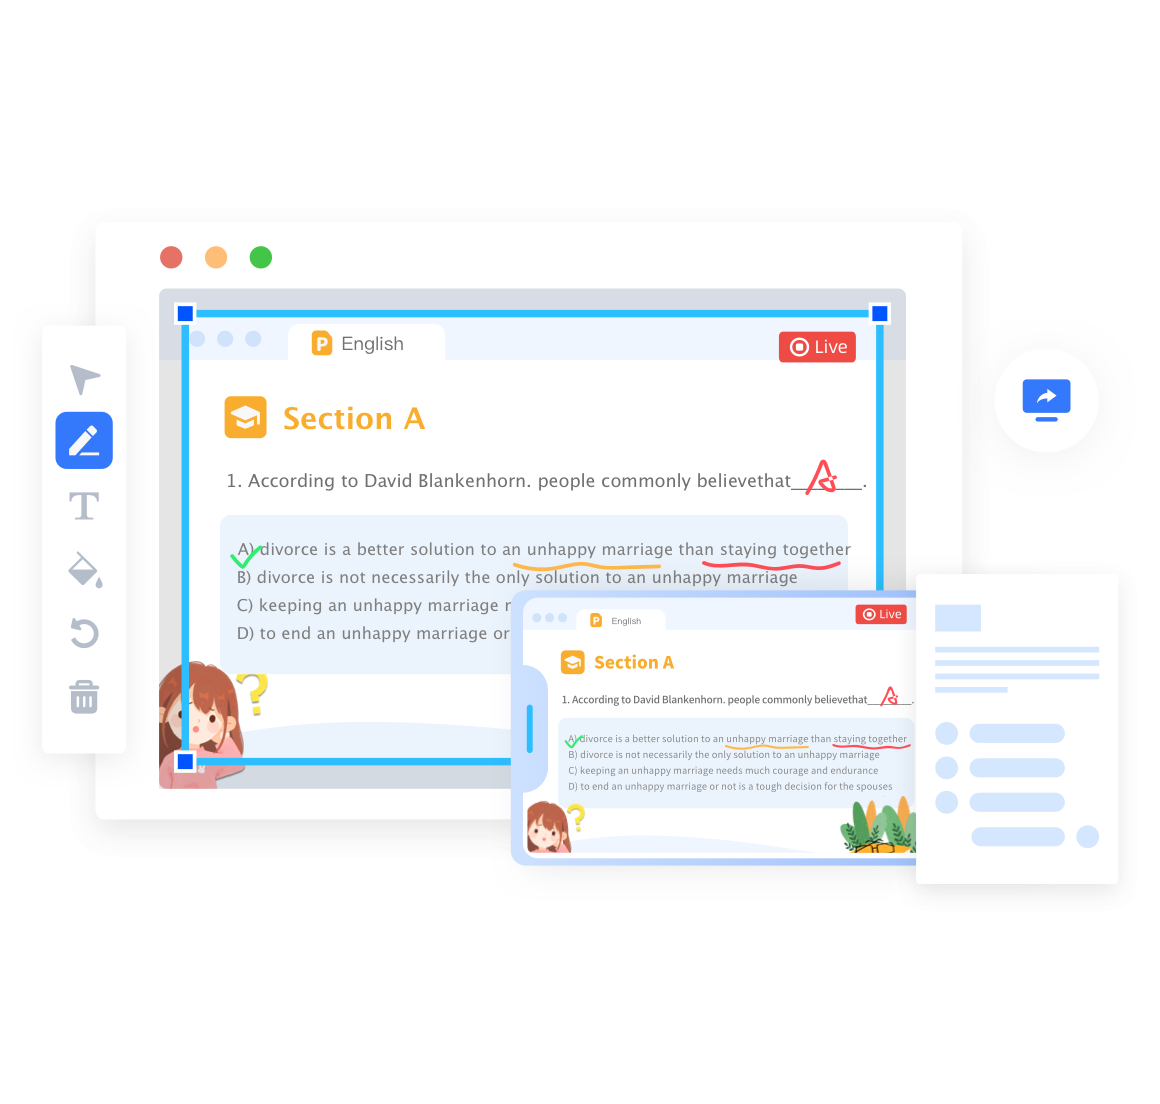 P English
Live
Section A
1. According to David Blankenhorn. people commonly believethat_______.
A
A) divorce is a better solution to an unhappy marriage than staying together
B) divorce is not necessarily the only solution to an unhappy marriage
C) keeping an unhappy marriage
D) to end an unhappy marriage or
?
T
P English
Live
Section A
1. According to David Blankenhorn. people commonly believethat_______.
A
A) divorce is a better solution to an unhappy marriage than staying together
B) divorce is not necessarily the only solution to an unhappy marriage
C) keeping an unhappy marriage needs much courage and endurance
D) to end an unhappy marriage or not is a tough decision for the spouses
?